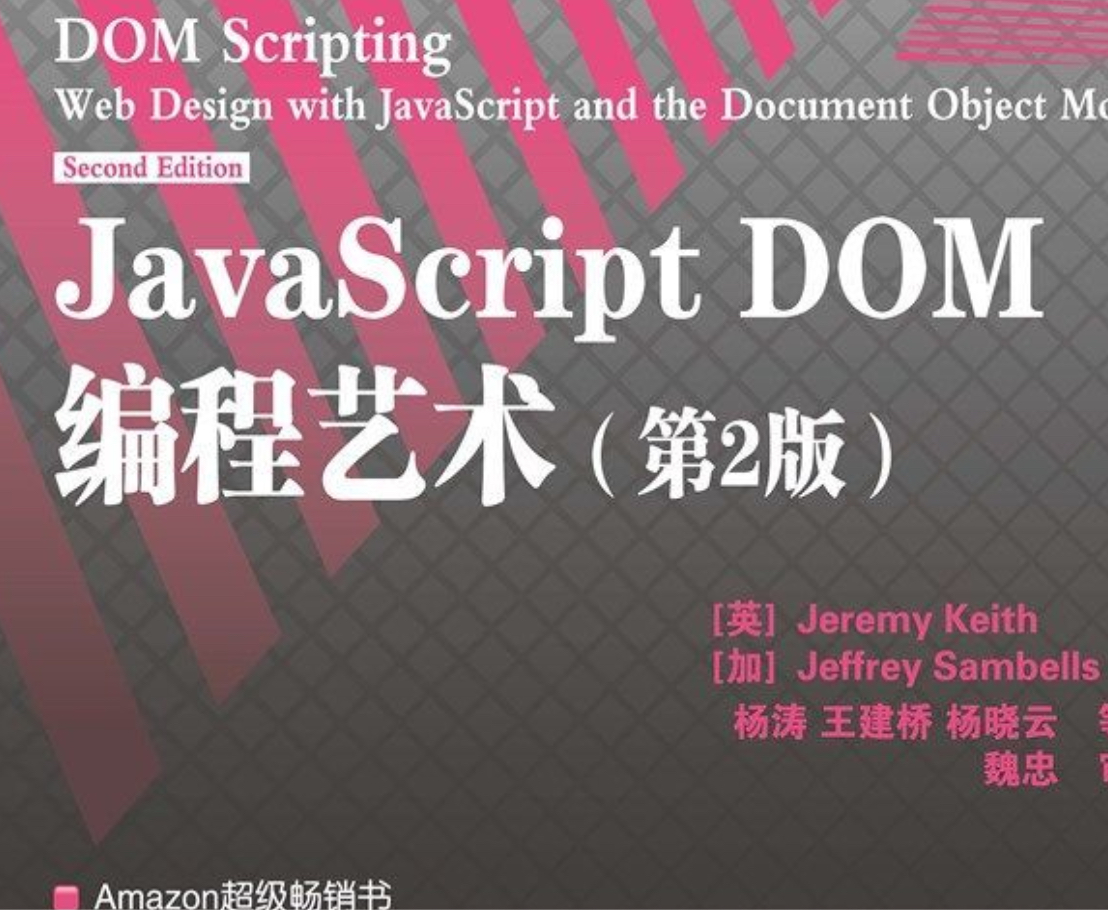 DOM Scripting
Web Design with JavaScript and the Document Object
Second Edition
JavaScript DOM
编程艺术（第2版）
[英] Jeremy Keith
[加] Jeffrey Sambells
杨涛 王建桥 杨晓云
魏忠
Amazon超级畅销书